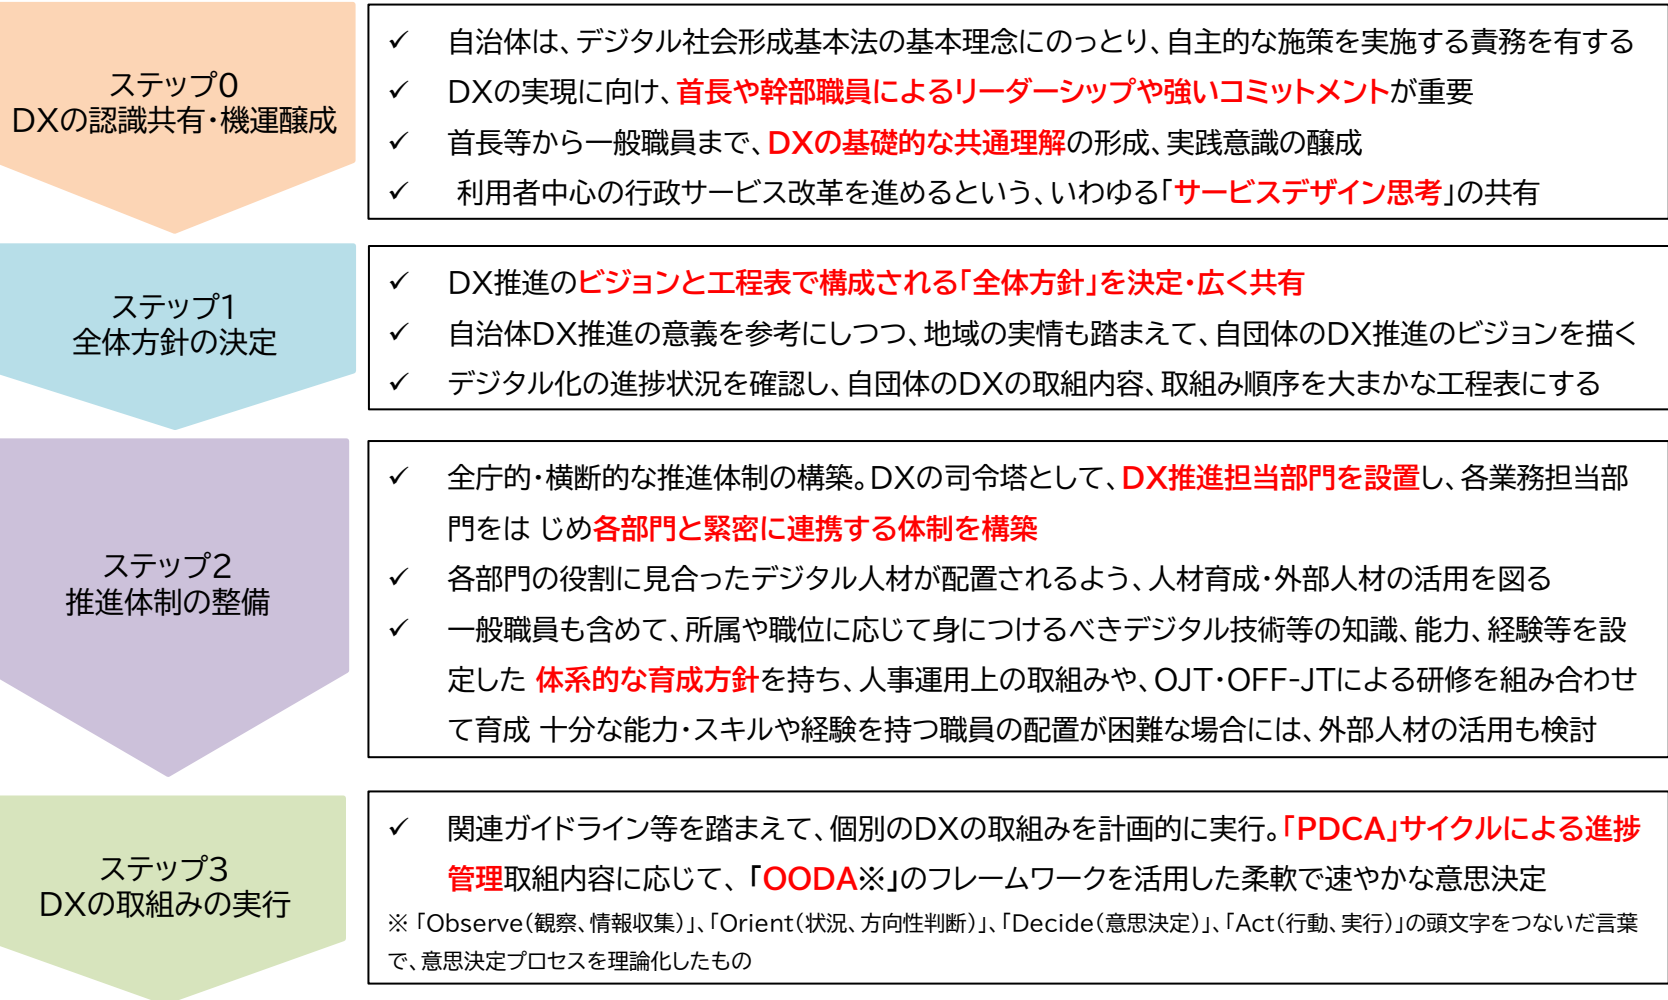 ステップ0
DXの認識共有・機運醸成
✓ 自治体は、デジタル社会形成基本法の基本理念にのっとり、自主的な施策を実施する責務を有する
✓ DXの実現に向け、首長や幹部職員によるリーダーシップや強いコミットメントが重要
✓ 首長等から一般職員まで、DXの基礎的な共通理解の形成、実践意識の醸成
✓ 利用者中心の行政サービス改革を進めるという、いわゆる「サービスデザイン思考」の共有
ステップ1
全体方針の決定
✓ DX推進のビジョンと工程表で構成される「全体方針」を決定・広く共有
✓ 自治体DX推進の意義を参考にしつつ、地域の実情も踏まえて、自団体のDX推進のビジョンを描く
✓ デジタル化の進捗状況を確認し、自団体のDXの取組内容、取組み順序を大まかな工程表にする
ステップ2
推進体制の整備
✓ 全庁的・横断的な推進体制の構築。DXの司令塔として、DX推進担当部門を設置し、各業務担当部
門をは じめ各部門と緊密に連携する体制を構築
✓ 各部門の役割に見合ったデジタル人材が配置されるよう、人材育成・外部人材の活用を図る
✓ 一般職員も含めて、所属や職位に応じて身につけるべきデジタル技術等の知識、能力、経験等を設
定した 体系的な育成方針を持ち、人事運用上の取組みや、OJT・OFF-JTによる研修を組み合わせ
て育成 十分な能力・スキルや経験を持つ職員の配置が困難な場合には、外部人材の活用も検討
ステップ3
DXの取組みの実行
✓ 関連ガイドライン等を踏まえて、個別のDXの取組みを計画的に実行。「PDCA」サイクルによる進捗
管理取組内容に応じて、「OODA※」のフレームワークを活用した柔軟で速やかな意思決定
※「Observe(観察、情報収集)」、「Orient(状況、方向性判断)」、「Decide(意思決定)」、「Act(行動、実行)」の頭文字をつないだ言葉
で、意思決定プロセスを理論化したもの